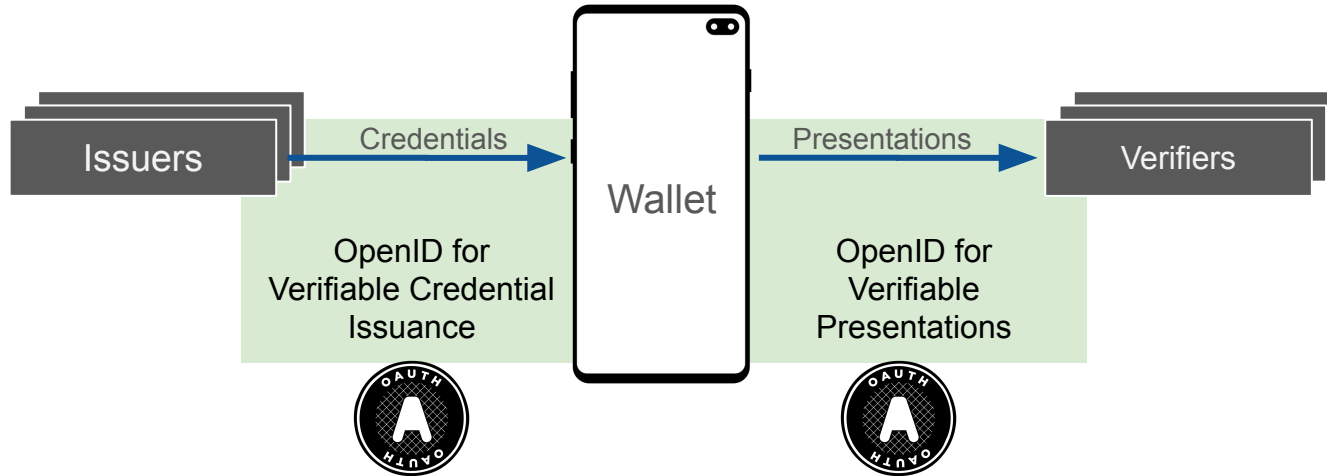 Issuers
Credentials
Wallet
Presentations
Verifiers
OpenID for
Verifiable Credential
Issuance
OpenID for
Verifiable
Presentations
OAUTH
A
OAUTH
OAUTH
A
OAUTH